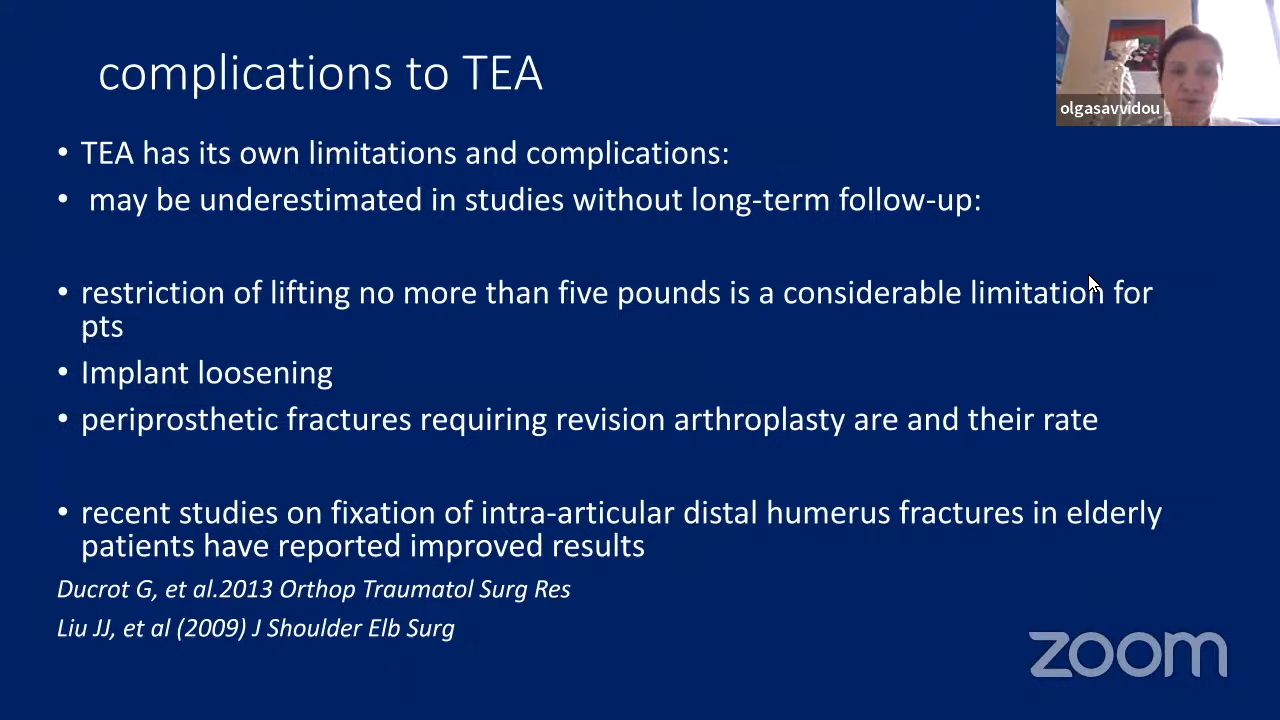 complications to TEA
olgasavvidou
• TEA has its own limitations and complications:
• may be underestimated in studies without long-term follow-up:
• restriction of lifting no more than five pounds is a considerable limitation for
pts
• Implant loosening
• periprosthetic fractures requiring revision arthroplasty are and their rate
• recent studies on fixation of intra-articular distal humerus fractures in elderly
patients have reported improved results
Ducrot G, et al.2013 Orthop Traumatol Surg Res
Liu JJ, et al (2009) J Shoulder Elb Surg
zoom